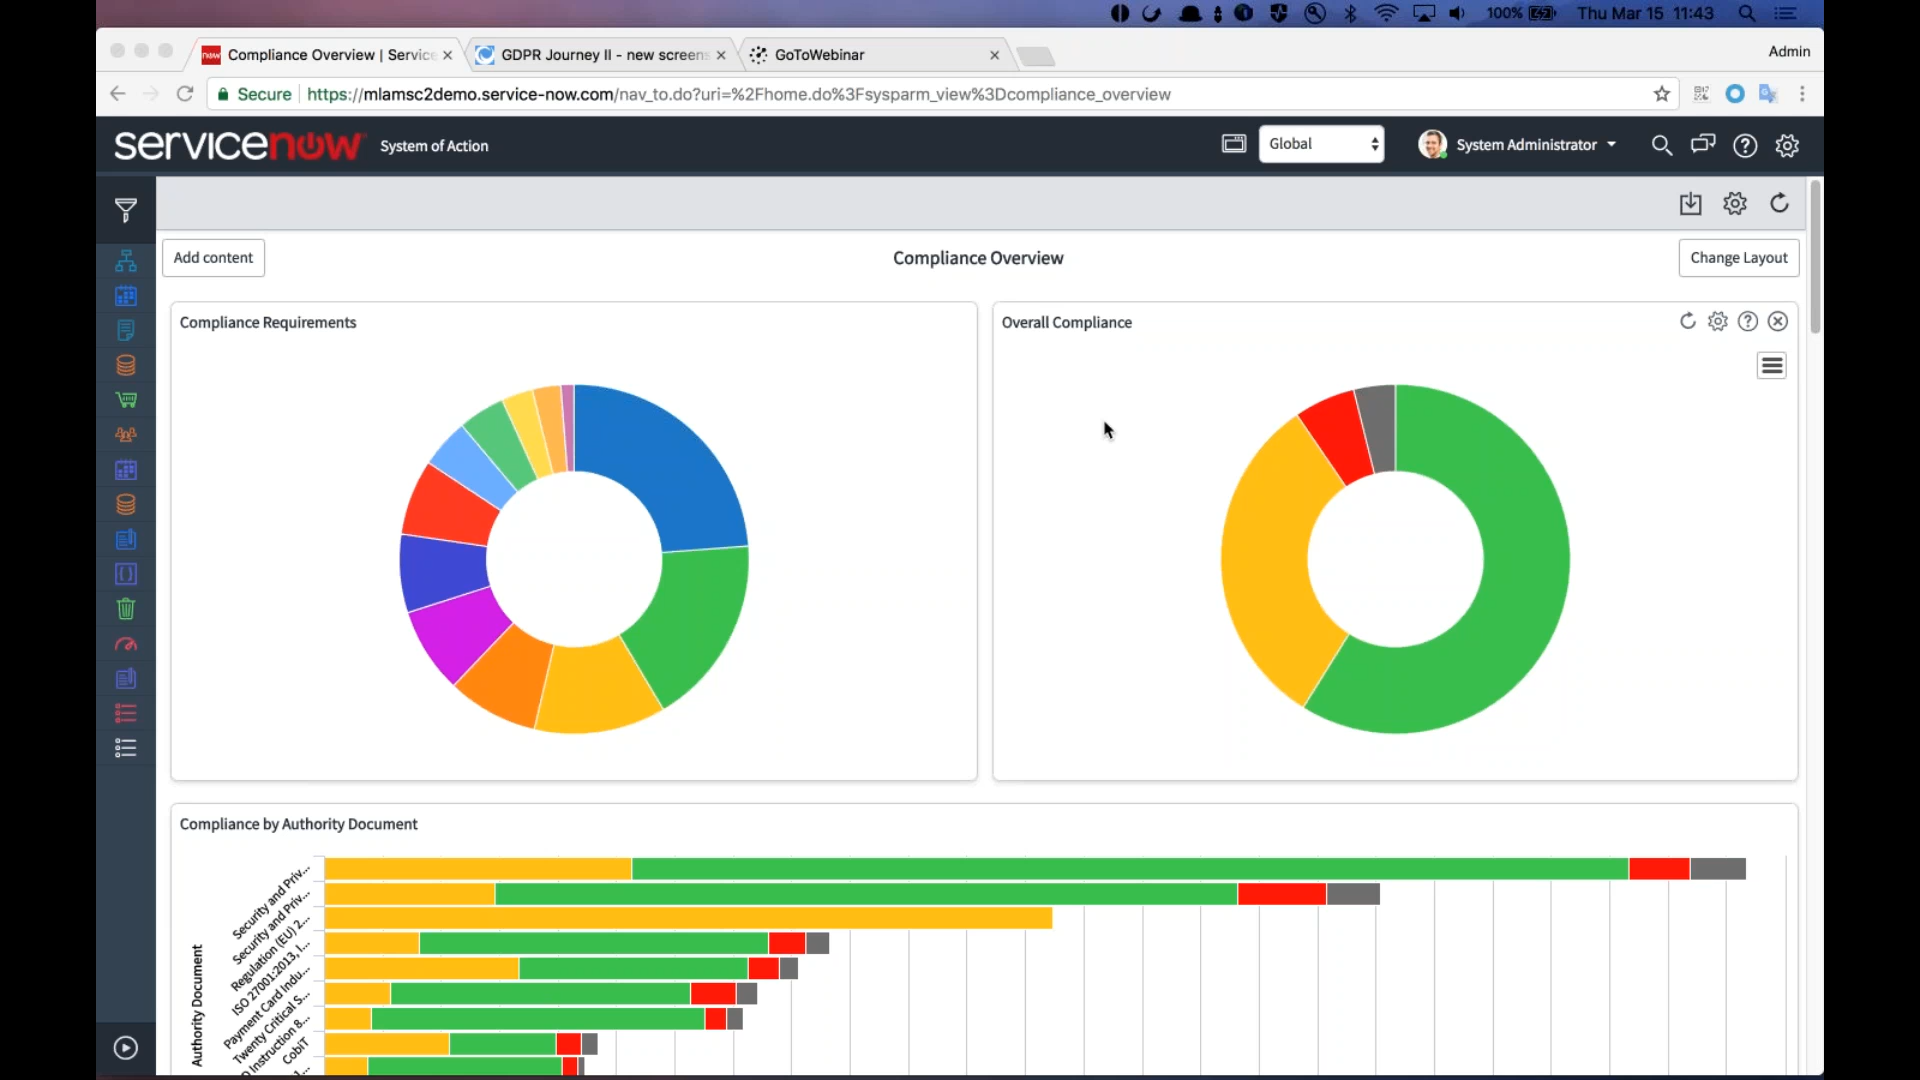 100%
Thu Mar 15 11:43
now Compliance Overview | Service
GDPR Journey II - new screens
GoToWebinar
Admin
Secure
https://mlamsc2demo.service-now.com/nav_to.do?uri=%2Fhome.do%3Fsysparm_view%3Dcompliance_overview
servicenow
System of Action
Global
System Administrator
Add content
Compliance Overview
Change Layout
Compliance Requirements
Overall Compliance
Compliance by Authority Document
Authority Document
Security and Priv...
Security and Priv...
Regulation (EU) 2...
ISO 27001:2013, I...
Payment Card Indu...
Twenty Critical S...
Instruction 8...
CobiT